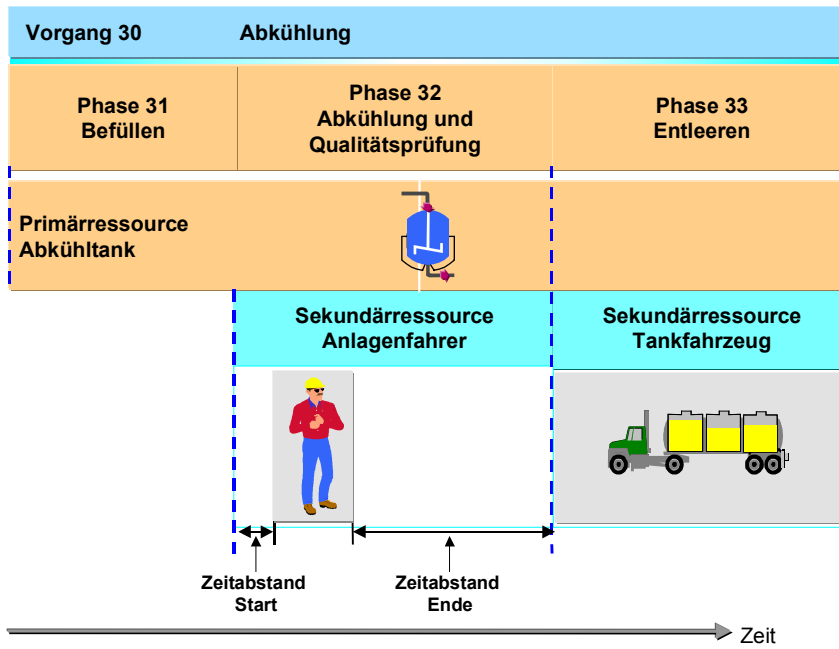 Vorgang 30 Abkühlung
Phase 31
Befüllen
Phase 32
Abkühlung und
Qualitätsprüfung
Phase 33
Entleeren
Primärressource
Abkühltank
Sekundärressource
Anlagenfahrer
Sekundärressource
Tankfahrzeug
Zeitabstand
Start
Zeitabstand
Ende
Zeit